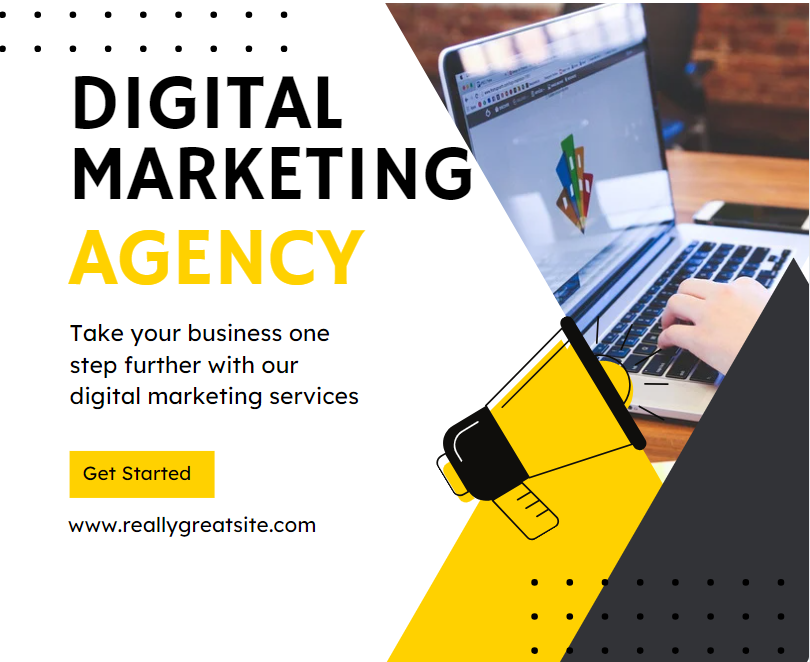 DIGITAL
MARKETING
AGENCY
Take your business one
step further with our
digital marketing services
Get Started
www.reallygreatsite.com